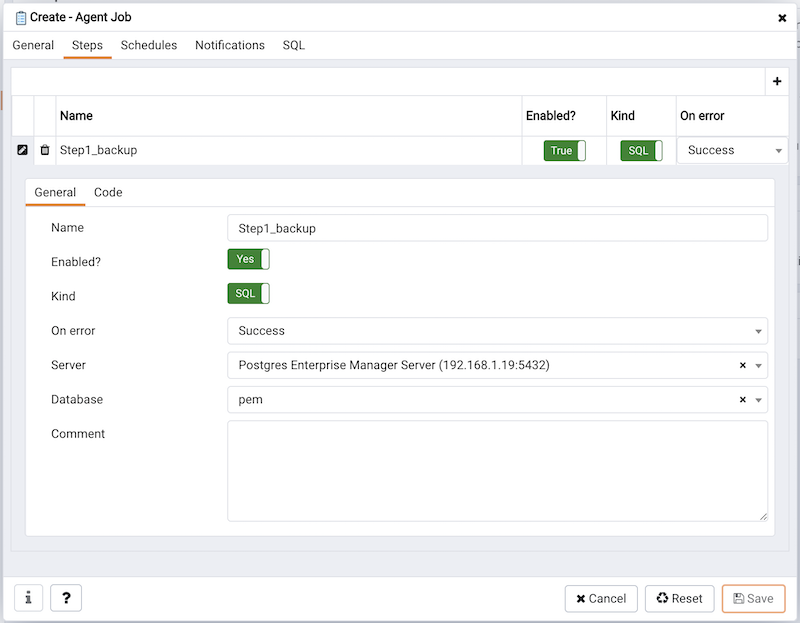 Create - Agent Job
General Steps Schedules Notifications SQL
Name Enabled? Kind On error
Step1_backup True SQL Success
General Code
Name Step1_backup
Enabled? Yes
Kind SQL
On error Success
Server Postgres Enterprise Manager Server (192.168.1.19:5432)
Database pem
Comment
Cancel Reset Save